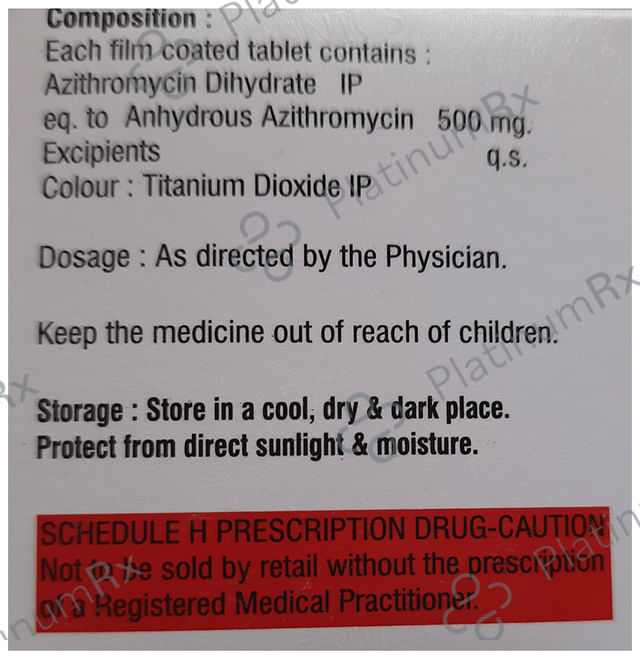 Composition :
Each film coated tablet contains :
Azithromycin Dihydrate IP
eq. to Anhydrous Azithromycin 500 mg.
Excipients q.s.
Colour : Titanium Dioxide IP
Dosage : As directed by the Physician.
Keep the medicine out of reach of children.
Storage : Store in a cool, dry & dark place.
Protect from direct sunlight & moisture.
SCHEDULE H PRESCRIPTION DRUG-CAUTION
Not to be sold by retail without the prescription
of a Registered Medical Practitioner.
PlatinumRx
PlatinumRx